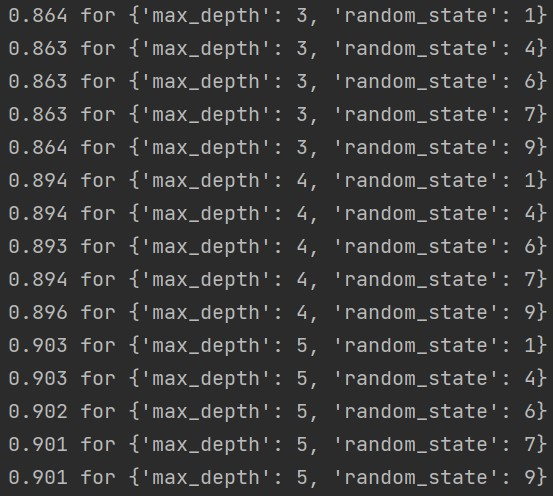 0.864 for {'max_depth': 3, 'random_state': 1}
0.863 for {'max_depth': 3, 'random_state': 4}
0.863 for {'max_depth': 3, 'random_state': 6}
0.863 for {'max_depth': 3, 'random_state': 7}
0.864 for {'max_depth': 3, 'random_state': 9}
0.894 for {'max_depth': 4, 'random_state': 1}
0.894 for {'max_depth': 4, 'random_state': 4}
0.893 for {'max_depth': 4, 'random_state': 6}
0.894 for {'max_depth': 4, 'random_state': 7}
0.896 for {'max_depth': 4, 'random_state': 9}
0.903 for {'max_depth': 5, 'random_state': 1}
0.903 for {'max_depth': 5, 'random_state': 4}
0.902 for {'max_depth': 5, 'random_state': 6}
0.901 for {'max_depth': 5, 'random_state': 7}
0.901 for {'max_depth': 5, 'random_state': 9}